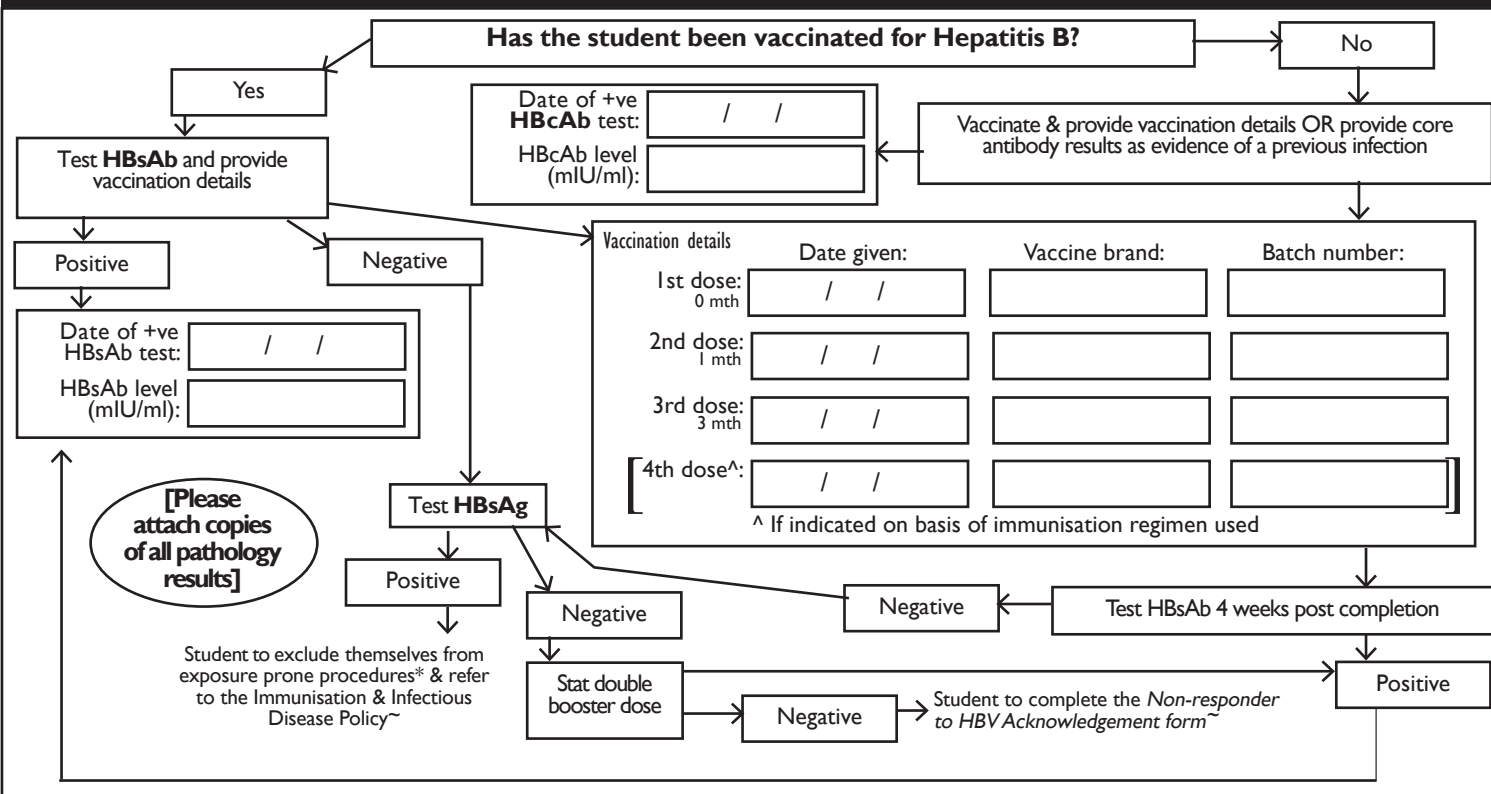 Has the student been vaccinated for Hepatitis B?
No
Yes
Date of +ve
HBcAb test:
/ /
HBcAb level
(mIU/ml):
Vaccinate & provide vaccination details OR provide core
antibody results as evidence of a previous infection
Test HBsAb and provide
vaccination details
Positive
Negative
Date of +ve
HBsAb test:
/ /
HBsAb level
(mIU/ml):
Vaccination details
Date given:
Vaccine brand:
Batch number:
1st dose:
0 mth
/ /
2nd dose:
1 mth
/ /
3rd dose:
3 mth
/ /
[4th dose^:
/ /
]
^ If indicated on basis of immunisation regimen used
[Please
attach copies
of all pathology
results]
Test HBsAg
Positive
Negative
Negative
Test HBsAb 4 weeks post completion
Student to exclude themselves from
exposure prone procedures* & refer
to the Immunisation & Infectious
Disease Policy~
Stat double
booster dose
Negative
Student to complete the Non-responder
to HBV Acknowledgement form~
Positive